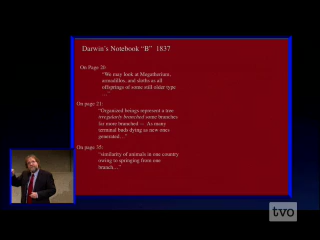 Darwin's Notebook "B" 1837
On Page 20:
"We may look at Megatherium,
armadillos, and sloths as all
offsprings of some still older type
..."
On page 21:
"Organized beings represent a tree
irregularly branched some branches
far more branched – As many
terminal buds dying as new ones
generated..."
On page 35:
"similarity of animals in one country
owing to springing from one
branch..."
tvo